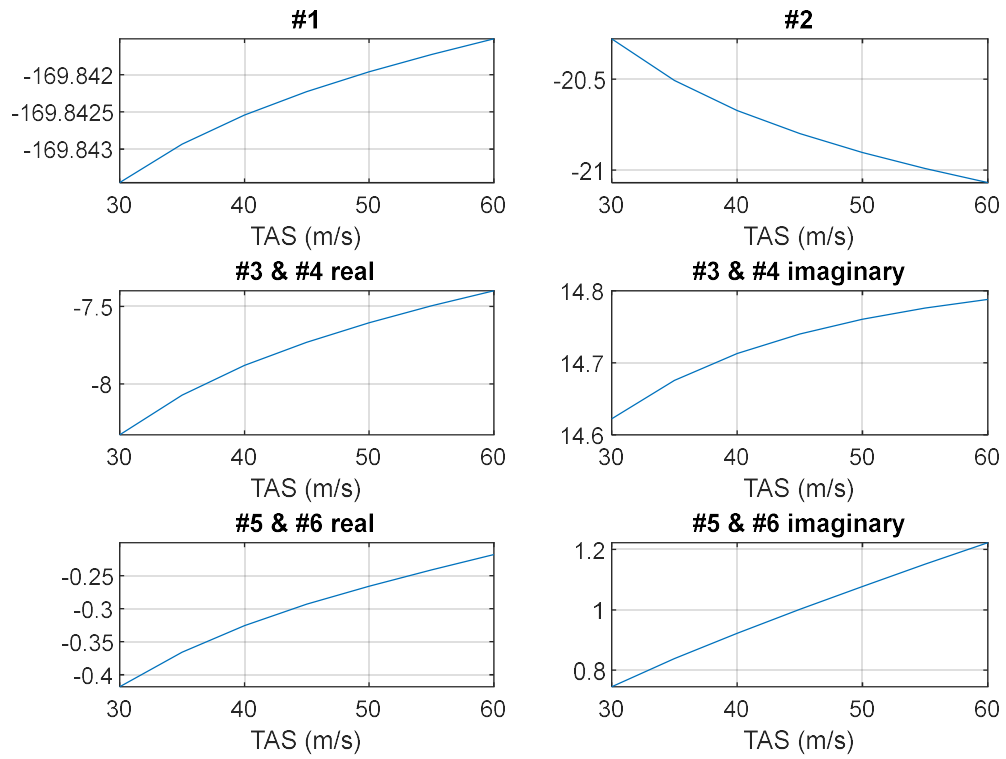 #1
-169.842
-169.8425
-169.843
30 40 50 60
TAS (m/s)
#2
-20.5
-21
30 40 50 60
TAS (m/s)
#3 & #4 real
-7.5
-8
30 40 50 60
TAS (m/s)
#3 & #4 imaginary
14.8
14.7
14.6
30 40 50 60
TAS (m/s)
#5 & #6 real
-0.25
-0.3
-0.35
-0.4
30 40 50 60
TAS (m/s)
#5 & #6 imaginary
1.2
1
0.8
30 40 50 60
TAS (m/s)